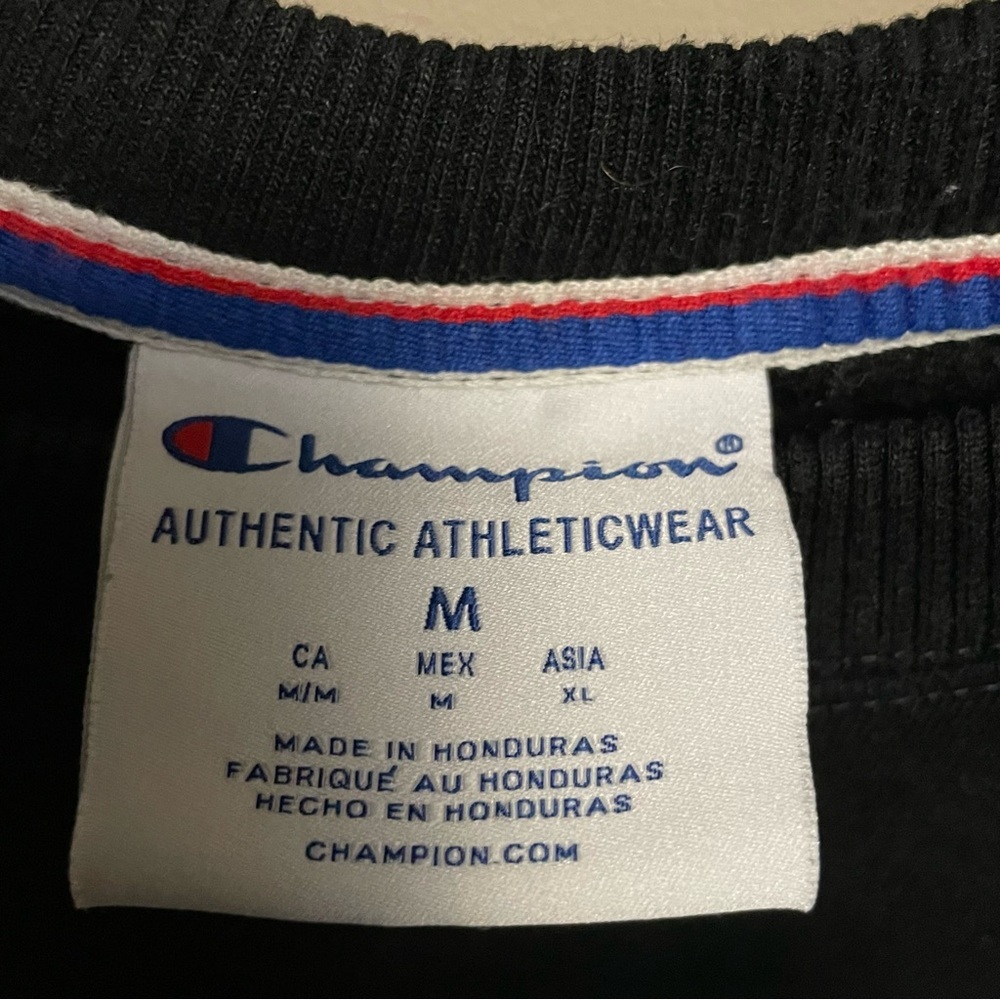 Champion®
AUTHENTIC ATHLETICWEAR
M
CA MEX ASIA
M/M M XL
MADE IN HONDURAS
FABRIQUÉ AU HONDURAS
HECHO EN HONDURAS
CHAMPION.COM